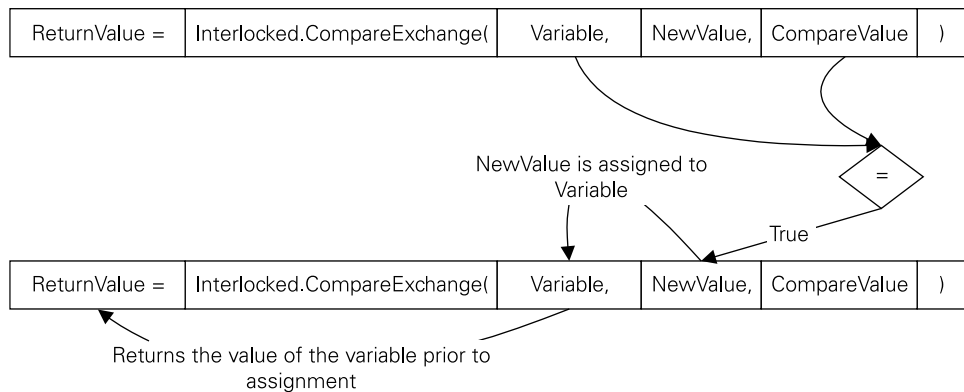 ReturnValue = Interlocked.CompareExchange( Variable, NewValue, CompareValue )
=
NewValue is assigned to
Variable
True
ReturnValue = Interlocked.CompareExchange( Variable, NewValue, CompareValue )
Returns the value of the variable prior to
assignment